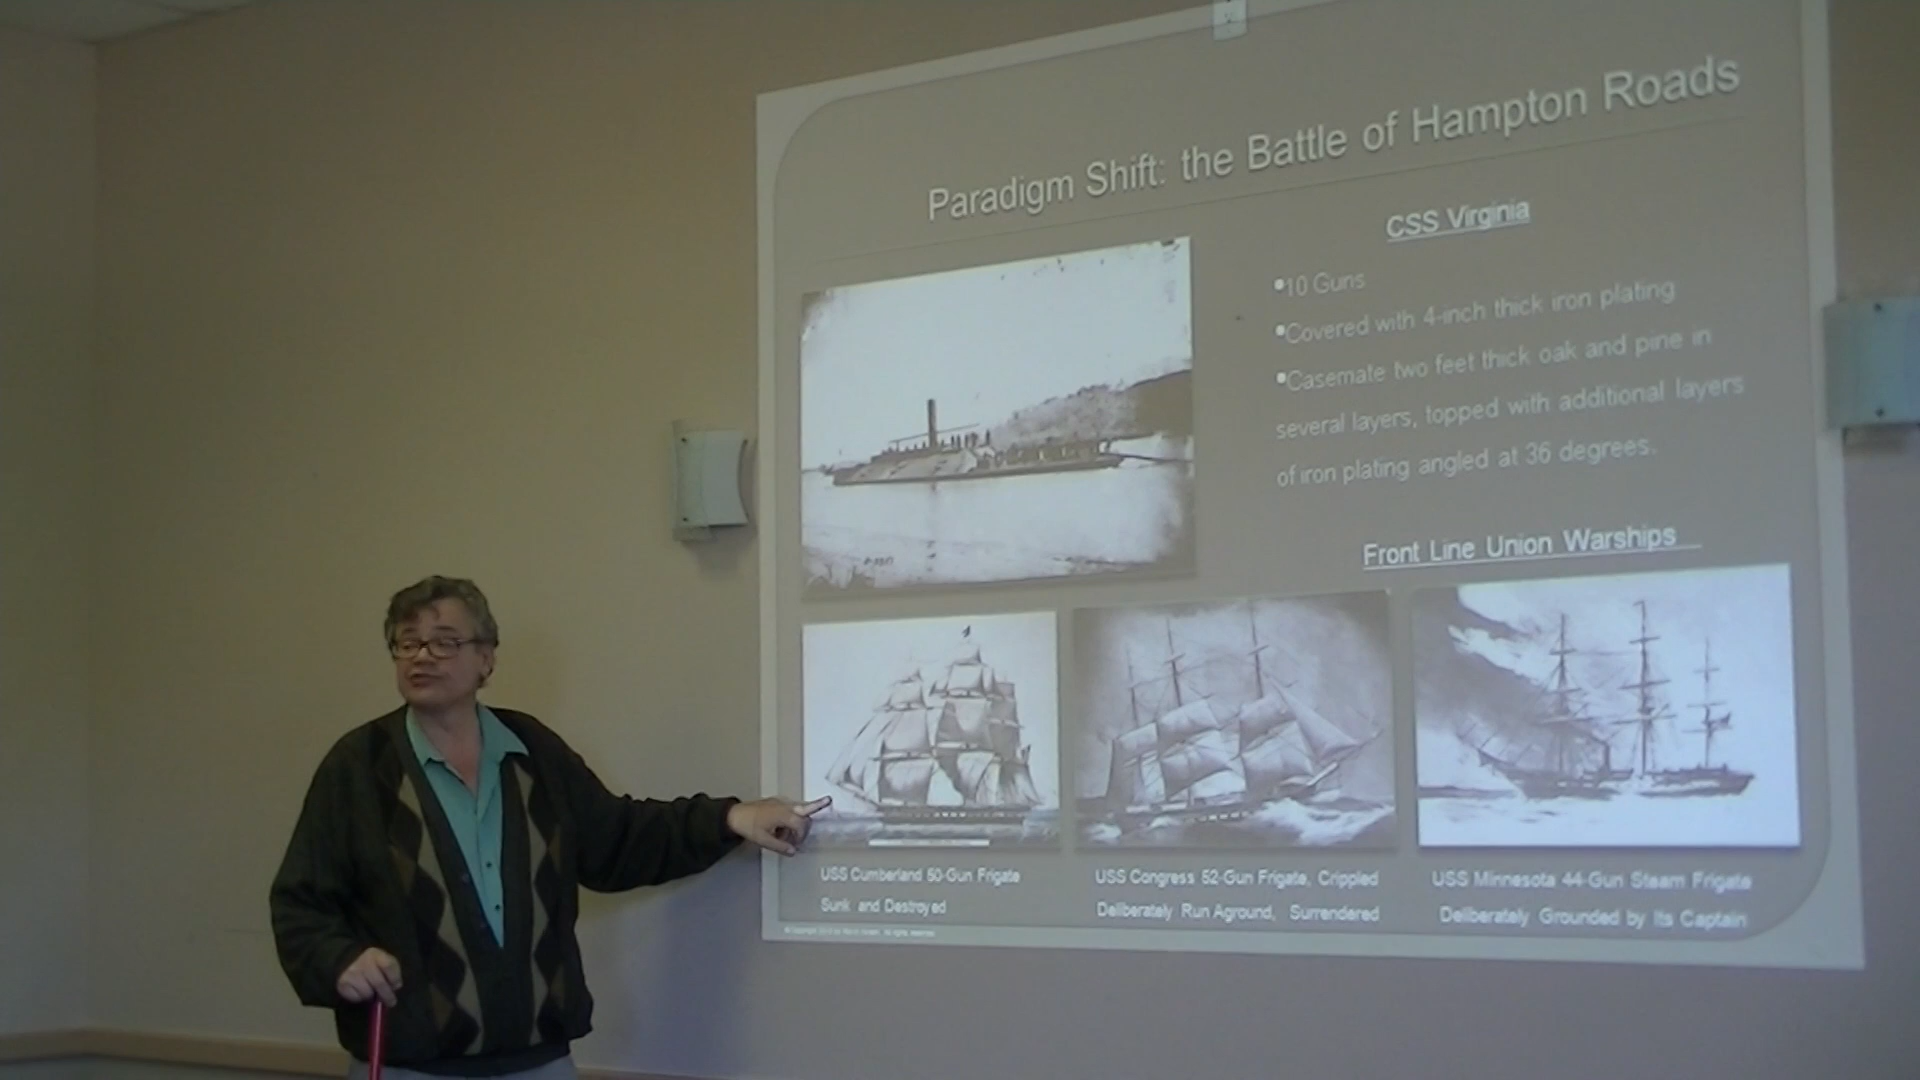 Paradigm Shift: the Battle of Hampton Roads
CSS Virginia
•10 Guns
•Covered with 4-inch thick iron plating
•Casemate two feet thick oak and pine in
several layers, topped with additional layers
of iron plating angled at 36 degrees.
Front Line Union Warships
USS Cumberland 50-Gun Frigate
Sunk and Destroyed
USS Congress 52-Gun Frigate, Crippled
Deliberately Run Aground, Surrendered
USS Minnesota 44-Gun Steam Frigate
Deliberately Grounded by Its Captain